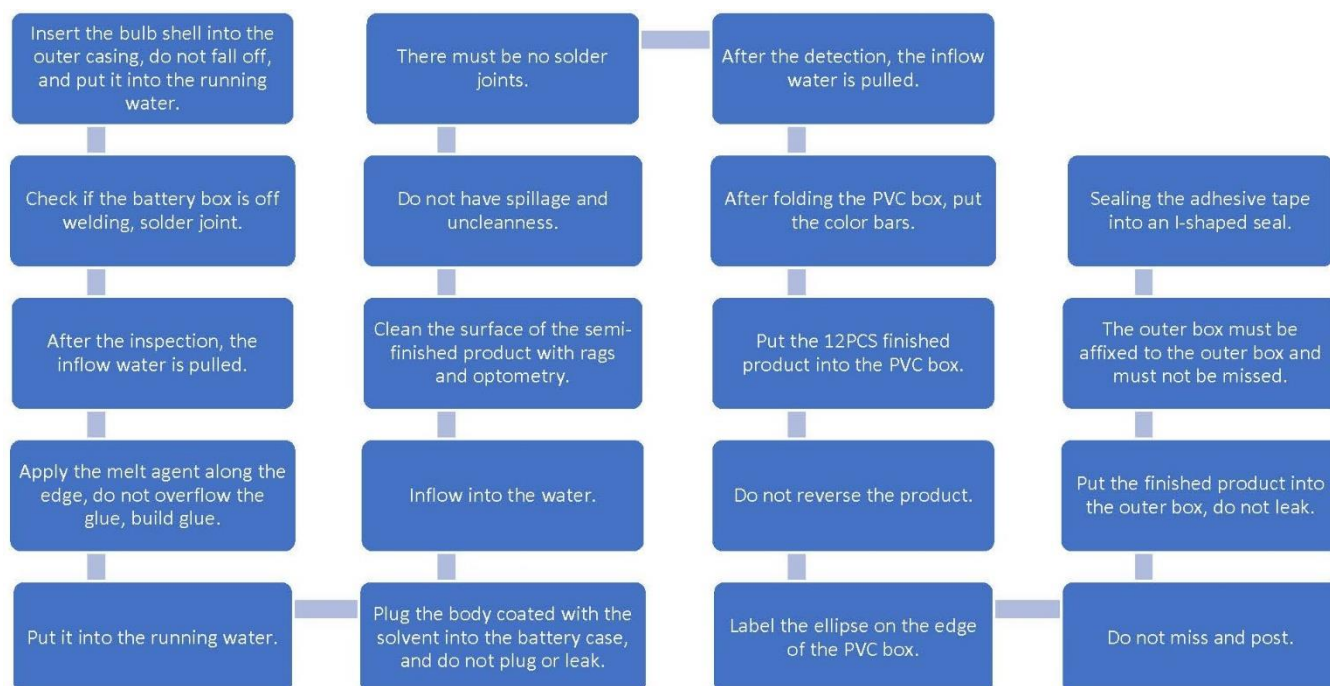 Insert the bulb shell into the
outer casing, do not fall off,
and put it into the running
water.
Check if the battery box is off
welding, solder joint.
After the inspection, the
inflow water is pulled.
Apply the melt agent along the
edge, do not overflow the
glue, build glue.
Put it into the running water.
Plug the body coated with the
solvent into the battery case,
and do not plug or leak.
Inflow into the water.
Clean the surface of the semi-
finished product with rags
and optometry.
Do not have spillage and
uncleanness.
There must be no solder
joints.
After the detection, the inflow
water is pulled.
After folding the PVC box, put
the color bars.
Put the 12PCS finished
product into the PVC box.
Do not reverse the product.
Label the ellipse on the edge
of the PVC box.
Do not miss and post.
Put the finished product into
the outer box, do not leak.
The outer box must be
affixed to the outer box and
must not be missed.
Sealing the adhesive tape
into an I-shaped seal.